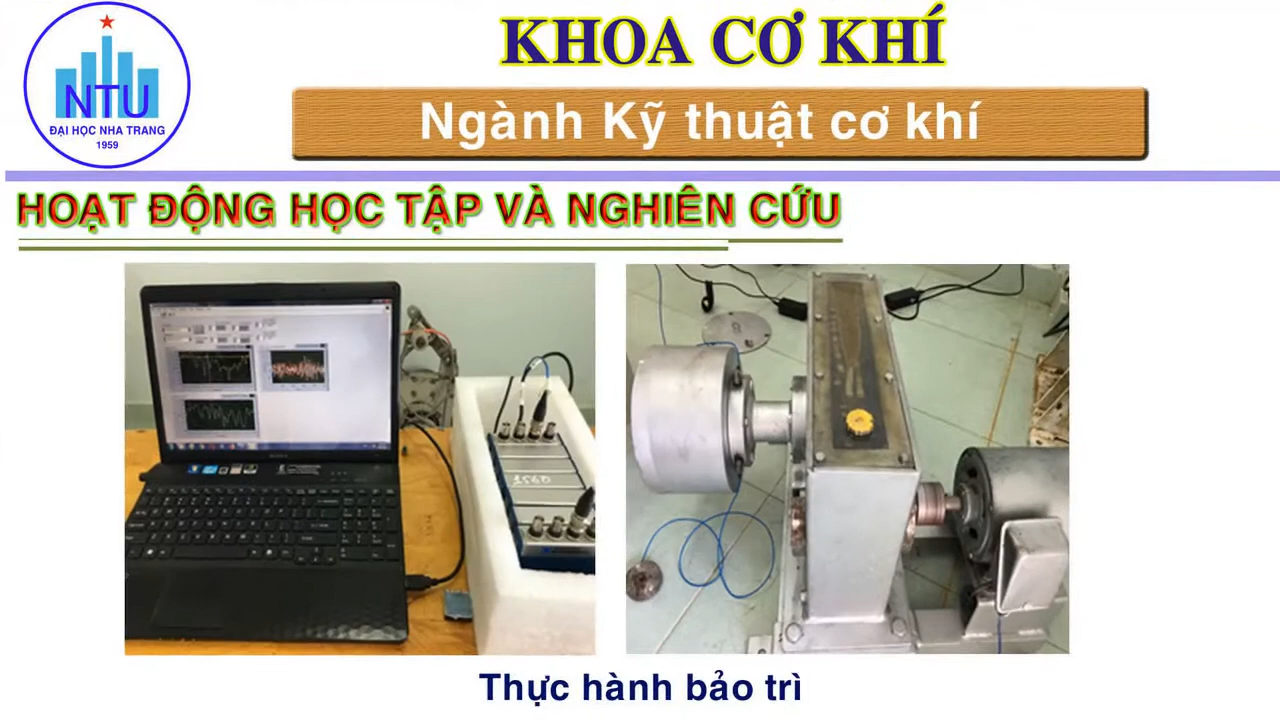 NTU
ĐẠI HỌC NHA TRANG
1959
KHOA CƠ KHÍ
Ngành Kỹ thuật cơ khí
HOẠT ĐỘNG HỌC TẬP VÀ NGHIÊN CỨU
SONY
Thực hành bảo trì